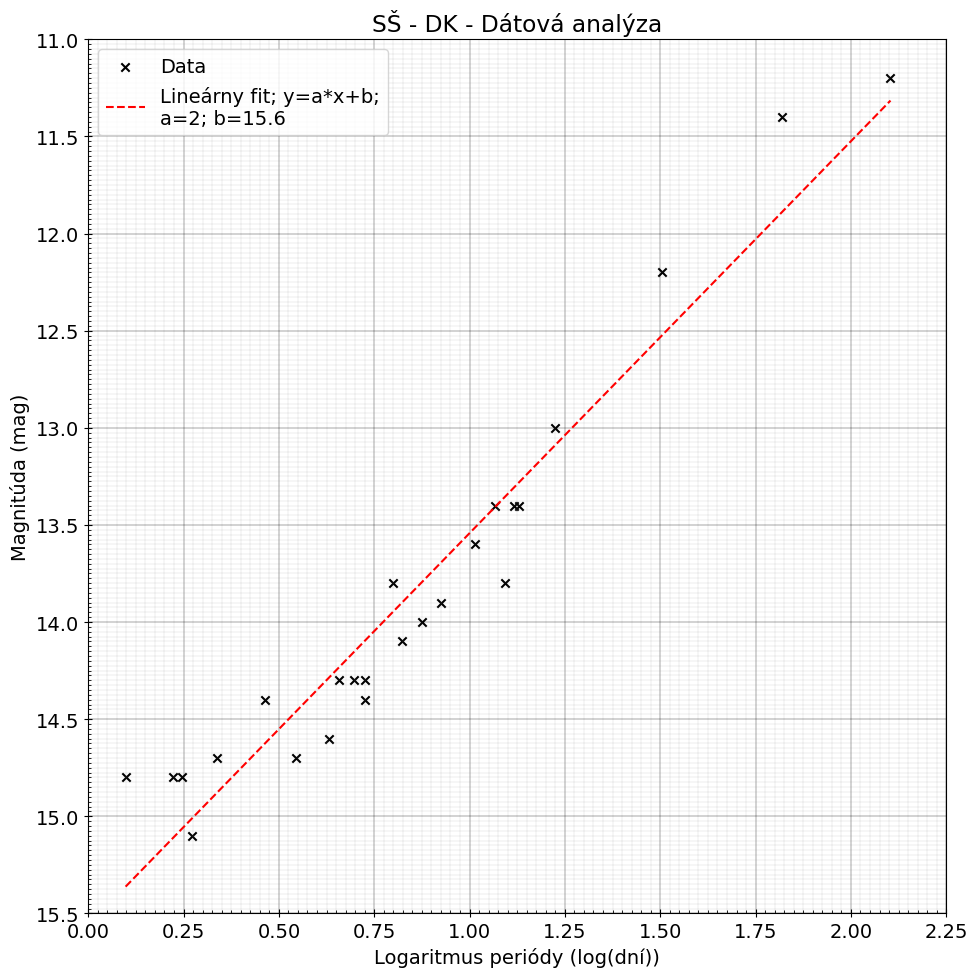 SŠ - DK - Dátová analýza
11.0
Data
Lineárny fit; y=a*x+b;
a=2; b=15.6
11.5
12.0
12.5
13.0
13.5
14.0
14.5
15.0
15.5
Magnitúda (mag)
0.00 0.25 0.50 0.75 1.00 1.25 1.50 1.75 2.00 2.25
Logaritmus periódy (log(dní))